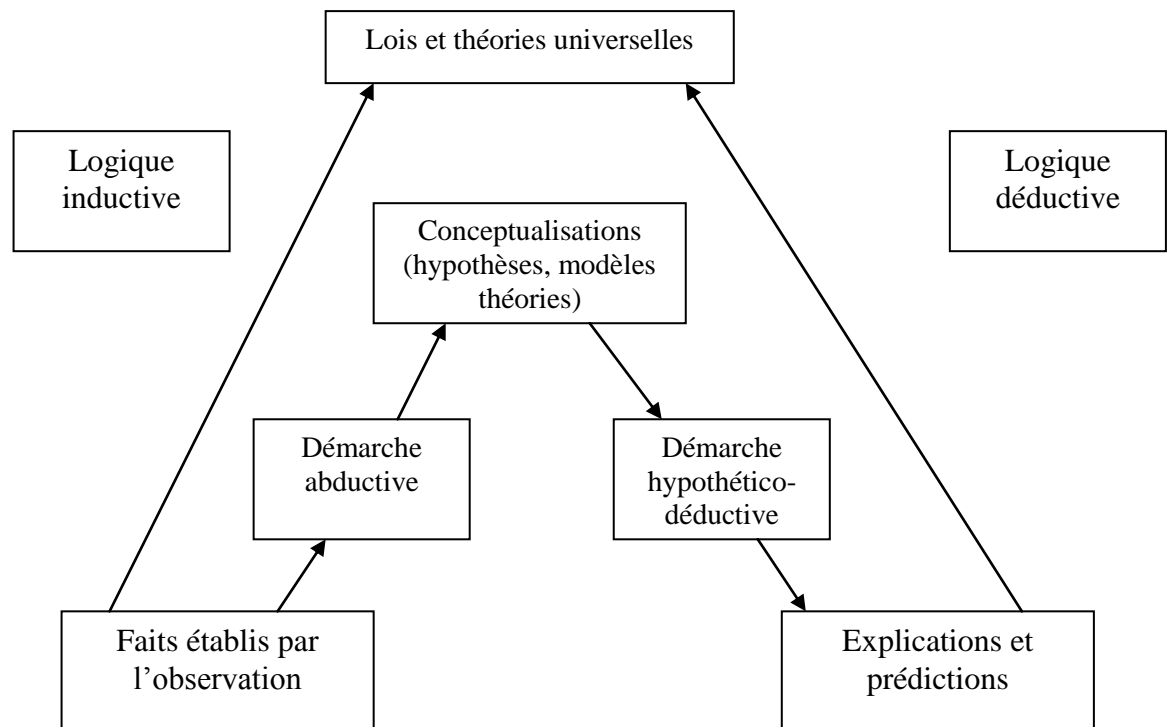 Lois et théories universelles
Logique
inductive
Logique
déductive
Conceptualisations
(hypothèses, modèles
théories)
Démarche
abductive
Démarche
hypothético-
déductive
Faits établis par
l’observation
Explications et
prédictions